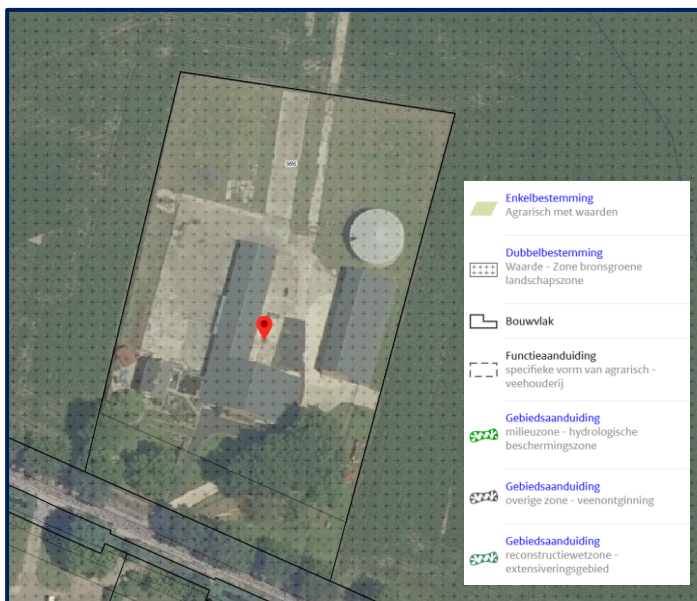 986
Enkelbestemming
Agrarisch met waarden
Dubbelbestemming
Waarde - Zone bronsgroene
landschapszone
Bouwvlak
Functieaanduiding
specifieke vorm van agrarisch -
veehouderij
Gebiedsaanduiding
milieuzone - hydrologische
beschermingszone
Gebiedsaanduiding
overige zone - veenontginning
Gebiedsaanduiding
reconstructiewetzone -
extensiveringsgebied